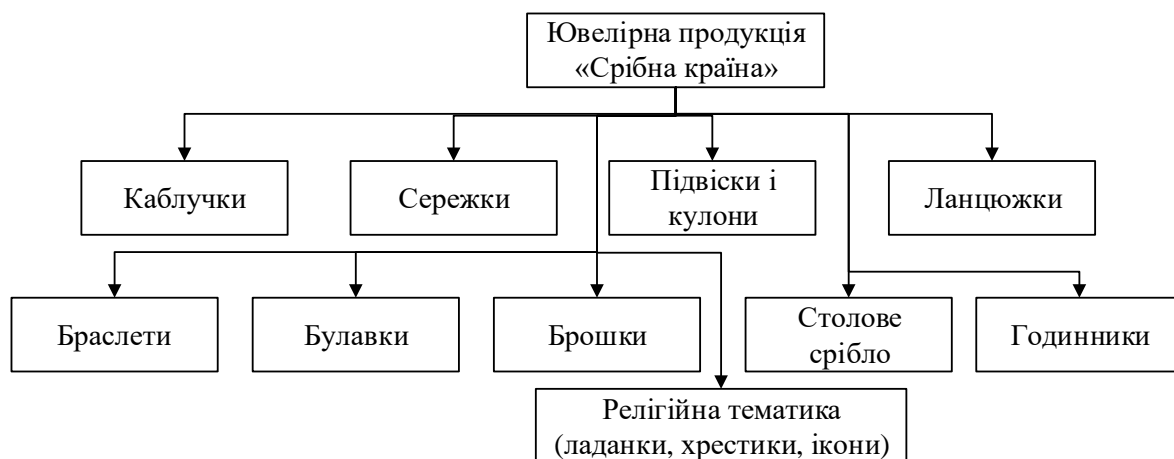 Ювелірна продукція
«Срібна країна»
Каблучки
Сережки
Підвіски і
кулони
Ланцюжки
Браслети
Булавки
Брошки
Столове
срібло
Годинники
Релігійна тематика
(ладанки, хрестики, ікони)